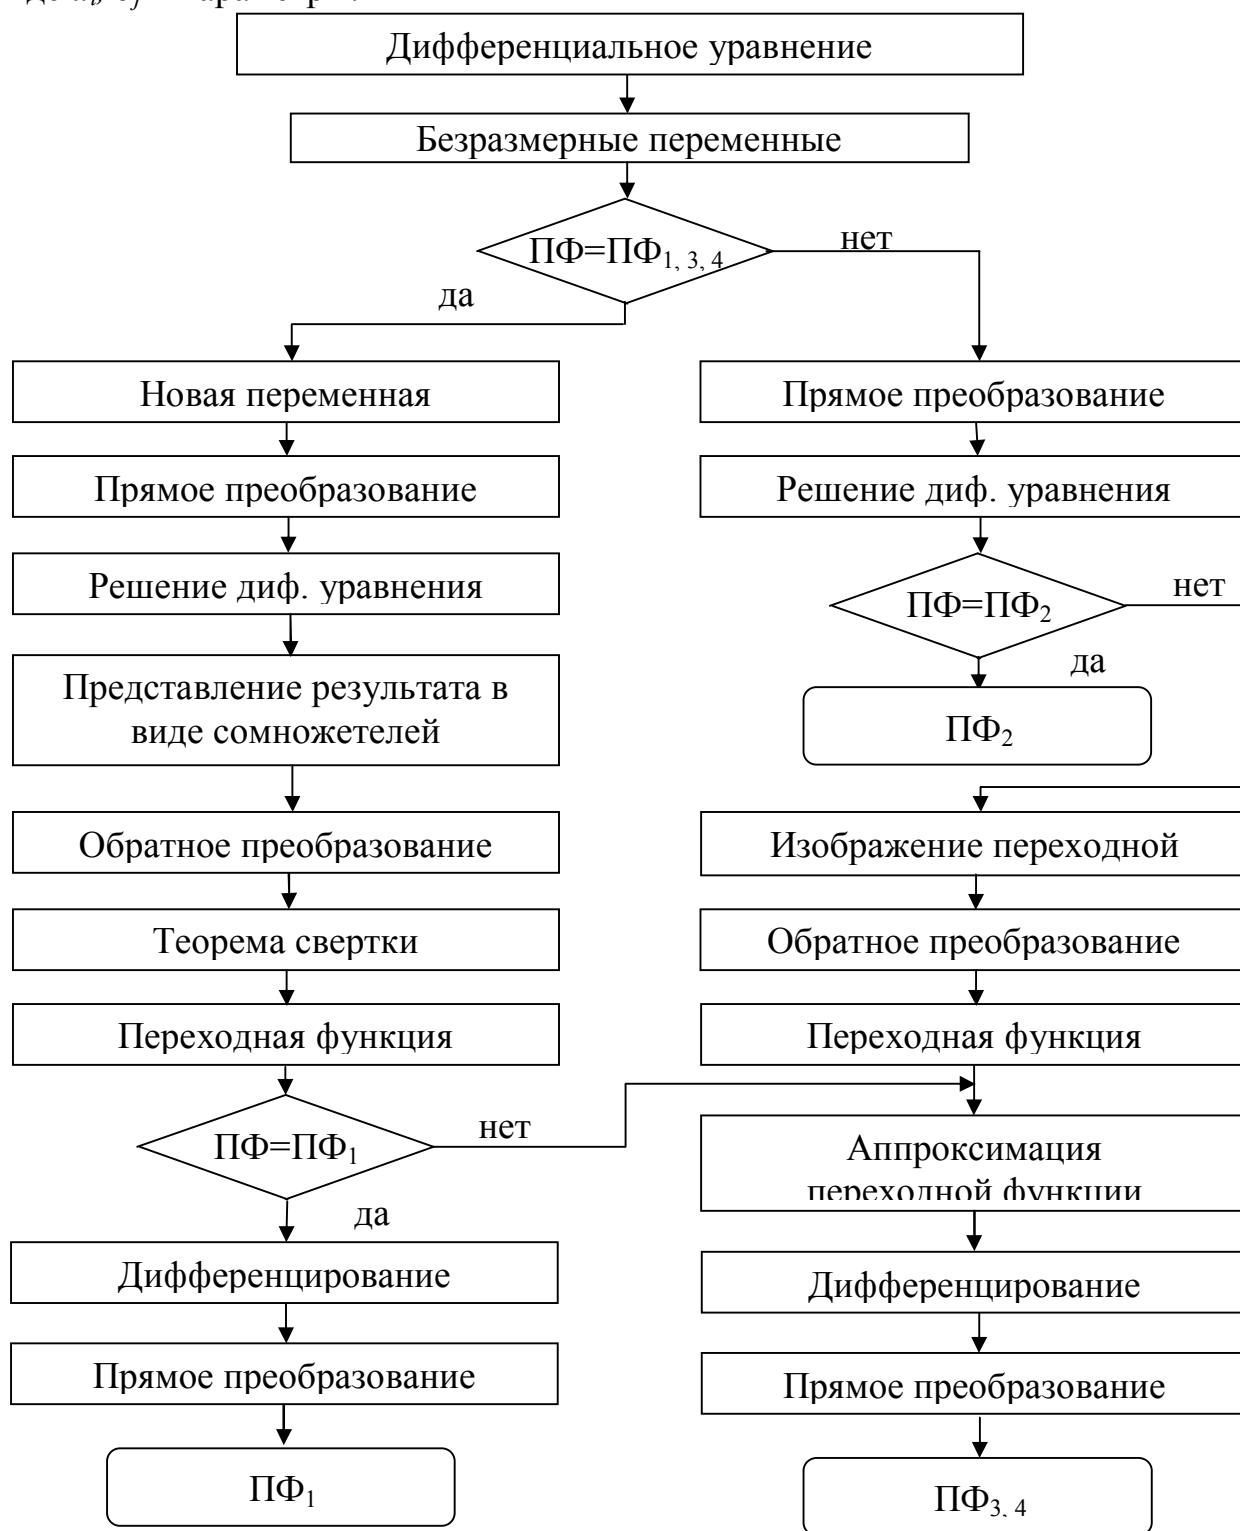 Дифференциальное уравнение
Безразмерные переменные
ПФ=ПФ1, 3, 4
нет
да
Новая переменная
Прямое преобразование
Прямое преобразование
Решение диф. уравнения
Решение диф. уравнения
ПФ=ПФ2
нет
да
Представление результата в
виде сомножетелей
ПФ2
Обратное преобразование
Изображение переходной
Теорема свертки
Обратное преобразование
Переходная функция
Переходная функция
ПФ=ПФ1
нет
да
Аппроксимация
переходной функции
Дифференцирование
Дифференцирование
Прямое преобразование
Прямое преобразование
ПФ1
ПФ3, 4